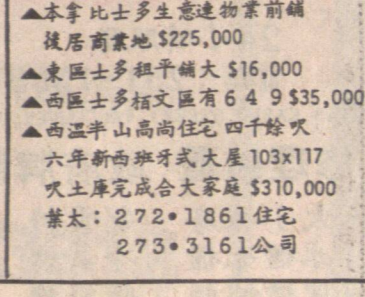 ▲本拿比士多生意連物業前鋪
後居商業地 $225,000
▲東區士多租平鋪大 $16,000
▲西區士多栢文區有 6 4 9 $35,000
▲西溫半山高尚住宅 四千餘呎
六年新西班牙式大屋 103x117
呎土庫完成合大家庭 $310,000
葉太：272•1861住宅
273•3161公司